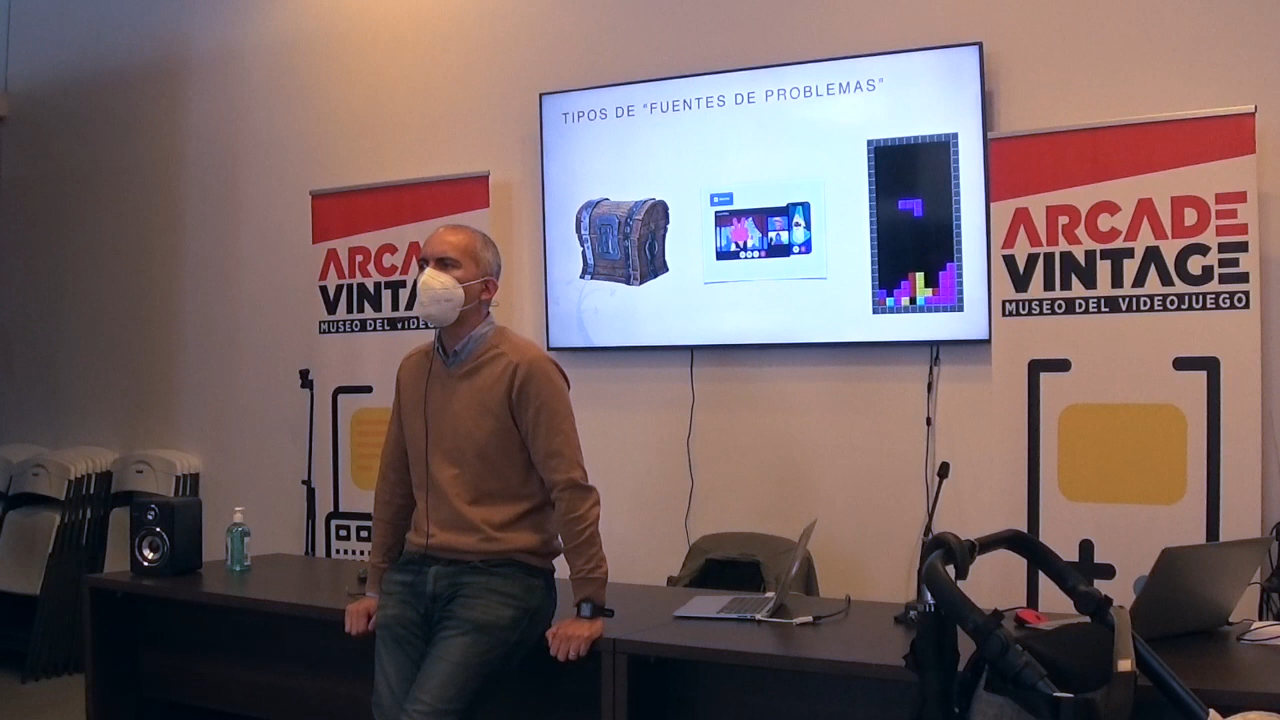 TIPOS DE "FUENTES DE PROBLEMAS"
ARCA
VINTA
MUSEO DEL VIDEO
ARCADE
VINTAGE
MUSEO DEL VIDEOJUEGO